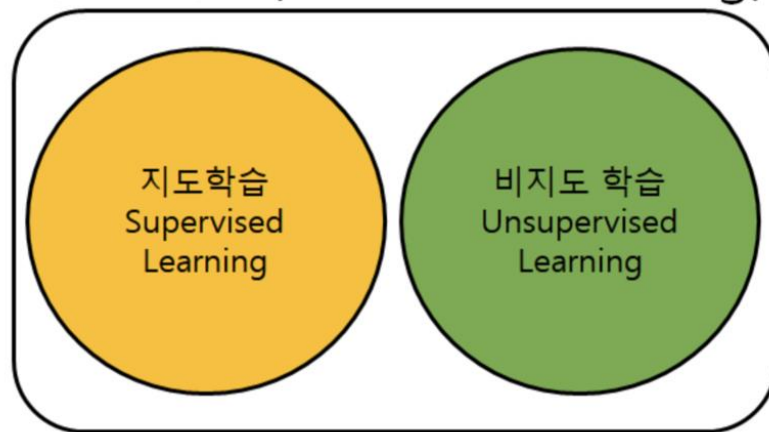 지도학습
Supervised
Learning
비지도 학습
Unsupervised
Learning